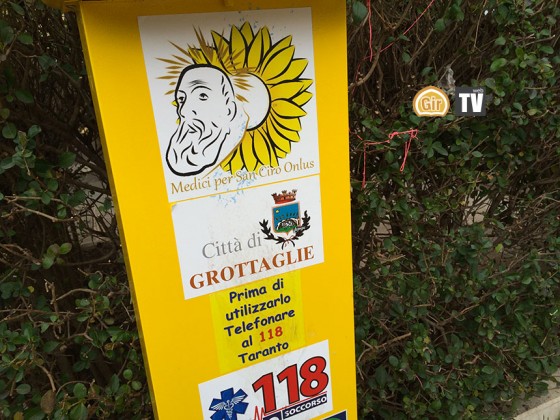 Gir TV
Medici per San Ciro Onlus
Città di
GROTTAGLIE
Prima di
utilizzarlo
Telefonare
al 118
Taranto
118
SOCCORSO